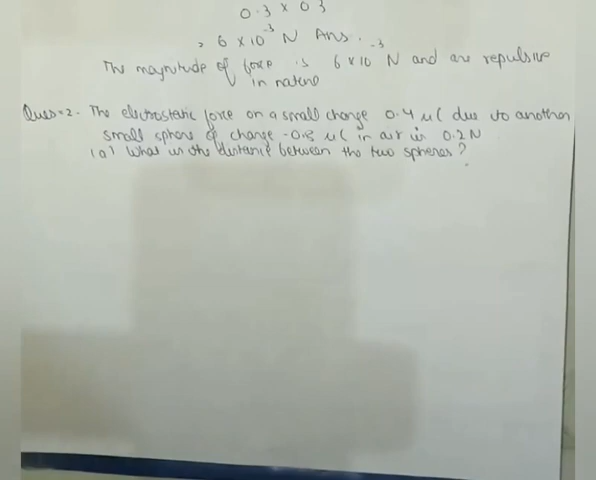 0.3 × 0.3
= 6 × 10⁻³ N Ans.
The magnitude of force is 6 × 10⁻³ N and are repulsive
in nature
Ques-2. The electrostatic force on a small charge 0.4 μC due to another
small sphere of charge -0.8 μC in air is 0.2N
(a) What is the distance between the two spheres?